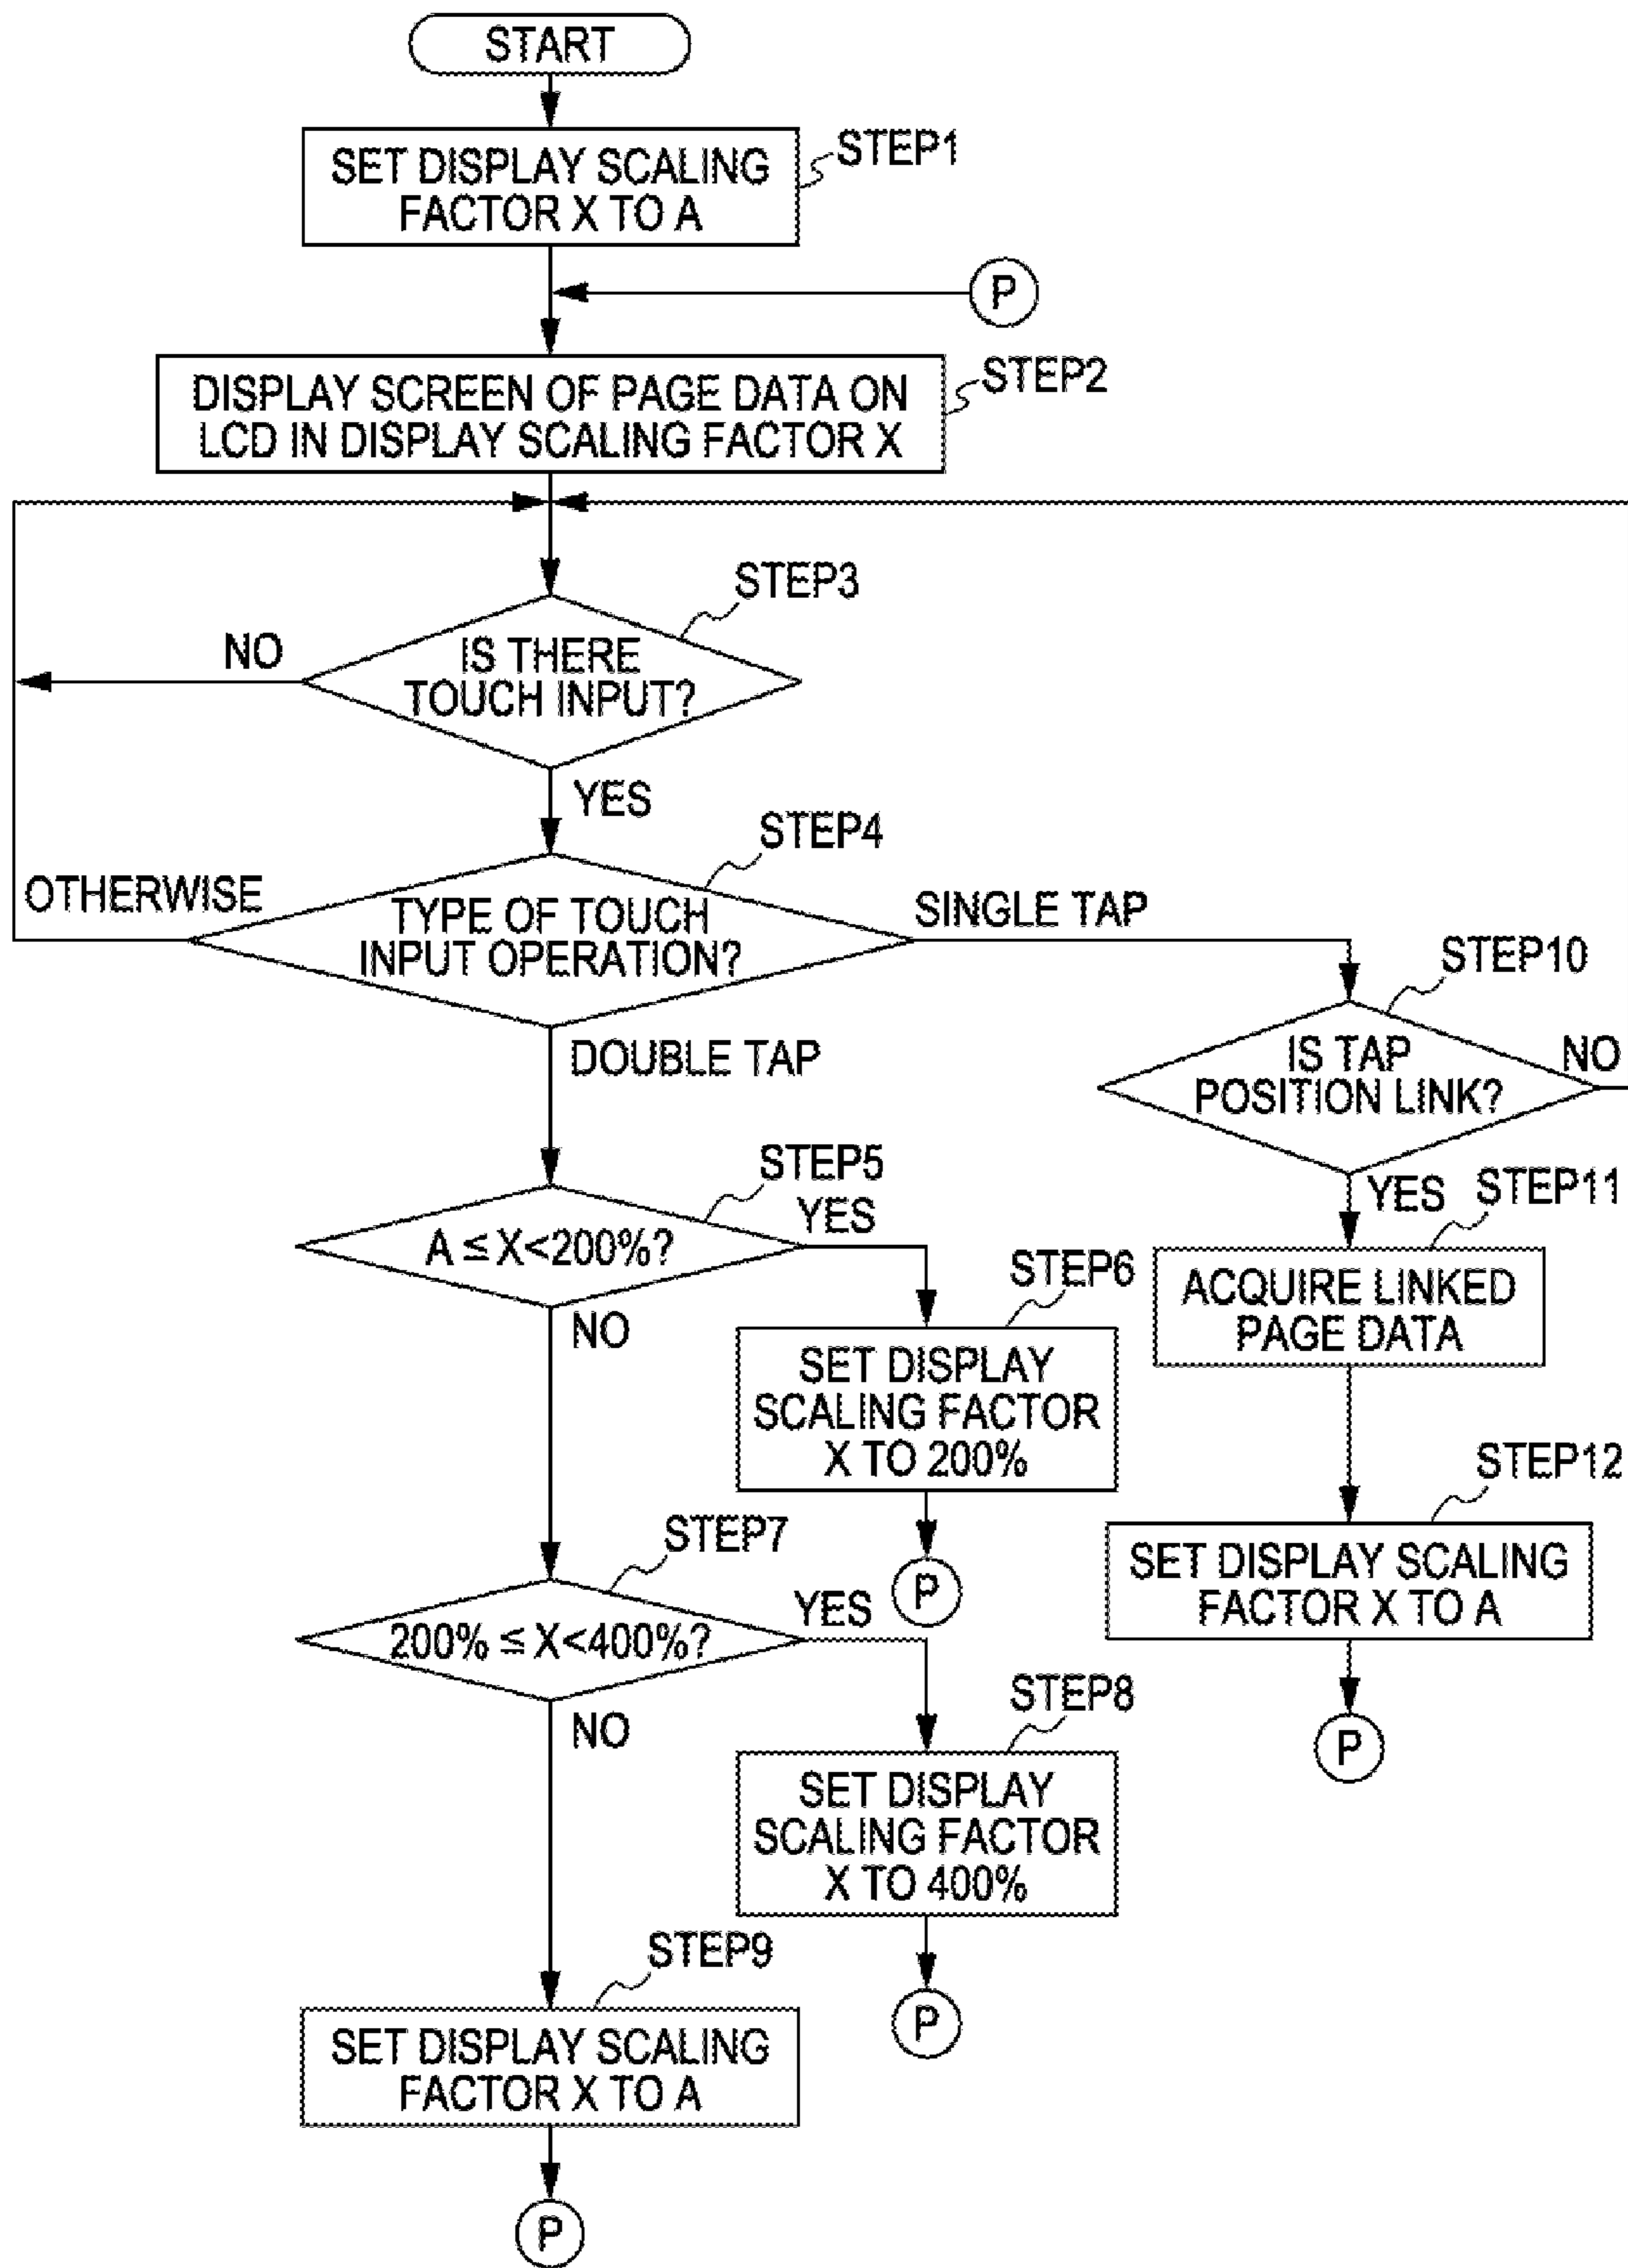 START
STEP1
SET DISPLAY SCALING
FACTOR X TO A
P
STEP2
DISPLAY SCREEN OF PAGE DATA ON
LCD IN DISPLAY SCALING FACTOR X
STEP3
NO
IS THERE
TOUCH INPUT?
YES
STEP4
OTHERWISE
TYPE OF TOUCH
INPUT OPERATION?
SINGLE TAP
STEP10
DOUBLE TAP
IS TAP
POSITION LINK?
NO
STEP5
YES
A ≤ X<200%?
NO
YES
STEP11
STEP6
ACQUIRE LINKED
PAGE DATA
SET DISPLAY
SCALING FACTOR
X TO 200%
STEP12
STEP7
YES
P
SET DISPLAY SCALING
FACTOR X TO A
200% ≤ X<400%?
NO
STEP8
P
SET DISPLAY
SCALING FACTOR
X TO 400%
STEP9
P
SET DISPLAY SCALING
FACTOR X TO A
P